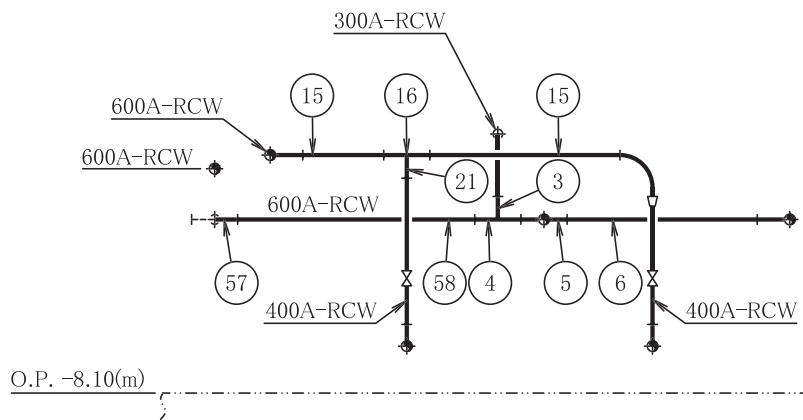 300A-RCW
15
16
15
600A-RCW
600A-RCW
21
3
600A-RCW
57
58
4
5
6
400A-RCW
400A-RCW
O.P. -8.10(m)